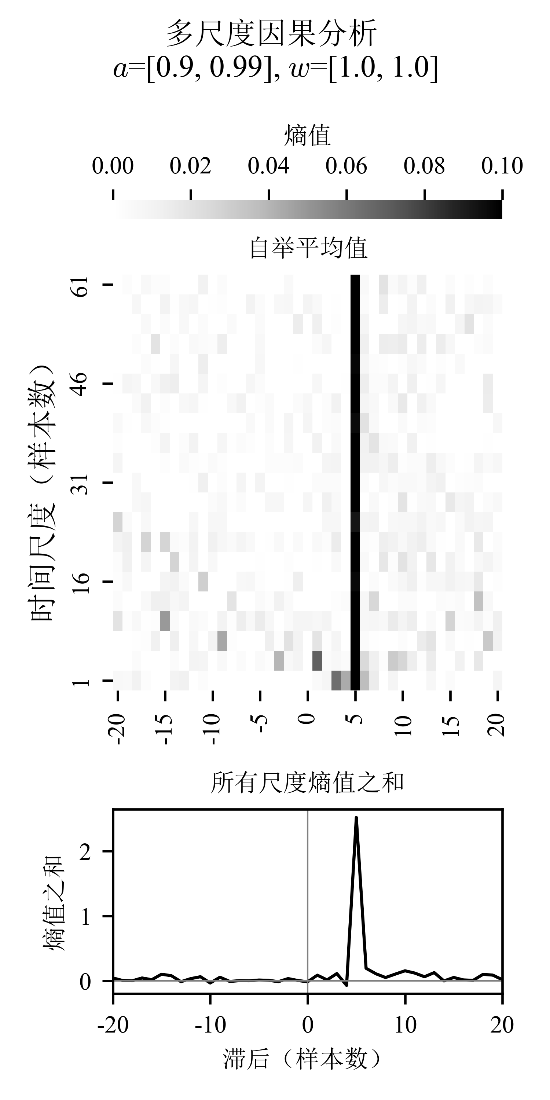 多尺度因果分析
a=[0.9, 0.99], w=[1.0, 1.0]
熵值
0.00 0.02 0.04 0.06 0.08 0.10
自举平均值
时间尺度（样本数）
61
46
31
16
1
-20 -15 -10 -5 0 5 10 15 20
所有尺度熵值之和
熵值之和
2
1
0
-20 -10 0 10 20
滞后（样本数）